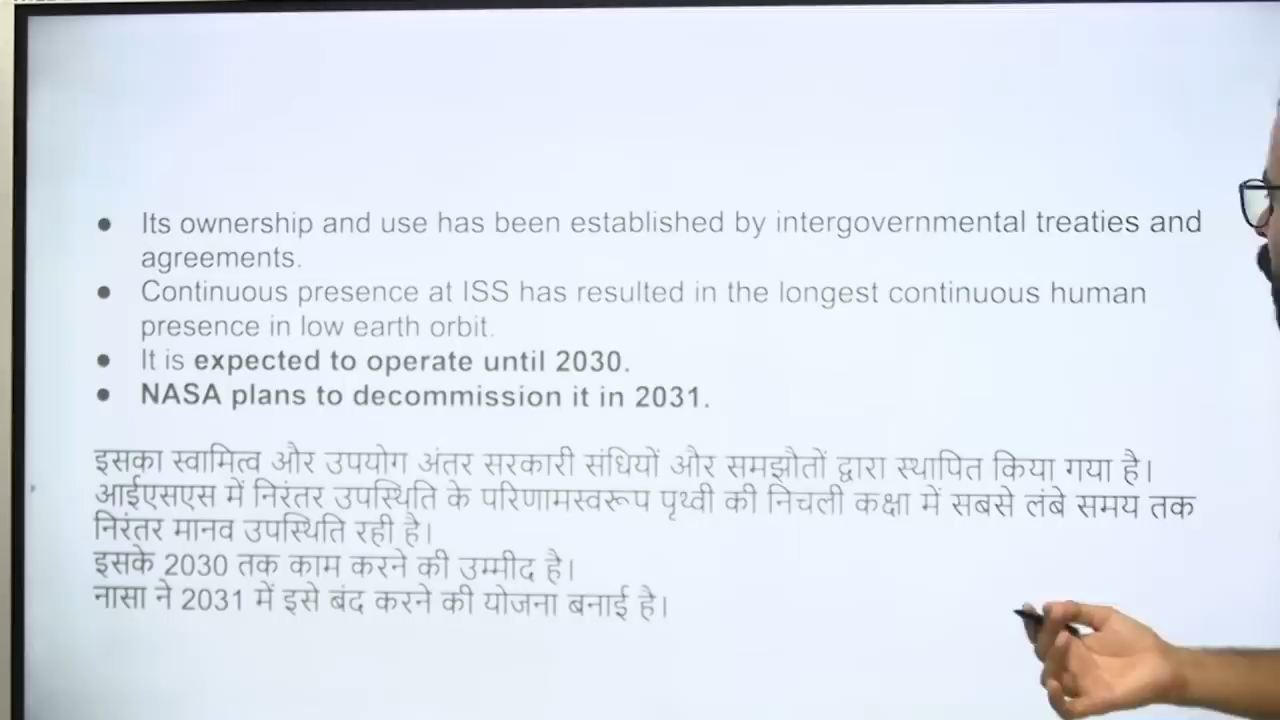 ● Its ownership and use has been established by intergovernmental treaties and
agreements.
● Continuous presence at ISS has resulted in the longest continuous human
presence in low earth orbit.
● It is expected to operate until 2030.
● NASA plans to decommission it in 2031.
इसका स्वामित्व और उपयोग अंतर सरकारी संधियों और समझौतों द्वारा स्थापित किया गया है।
आईएसएस में निरंतर उपस्थिति के परिणामस्वरूप पृथ्वी की निचली कक्षा में सबसे लंबे समय तक
निरंतर मानव उपस्थिति रही है।
इसके 2030 तक काम करने की उम्मीद है।
नासा ने 2031 में इसे बंद करने की योजना बनाई है।